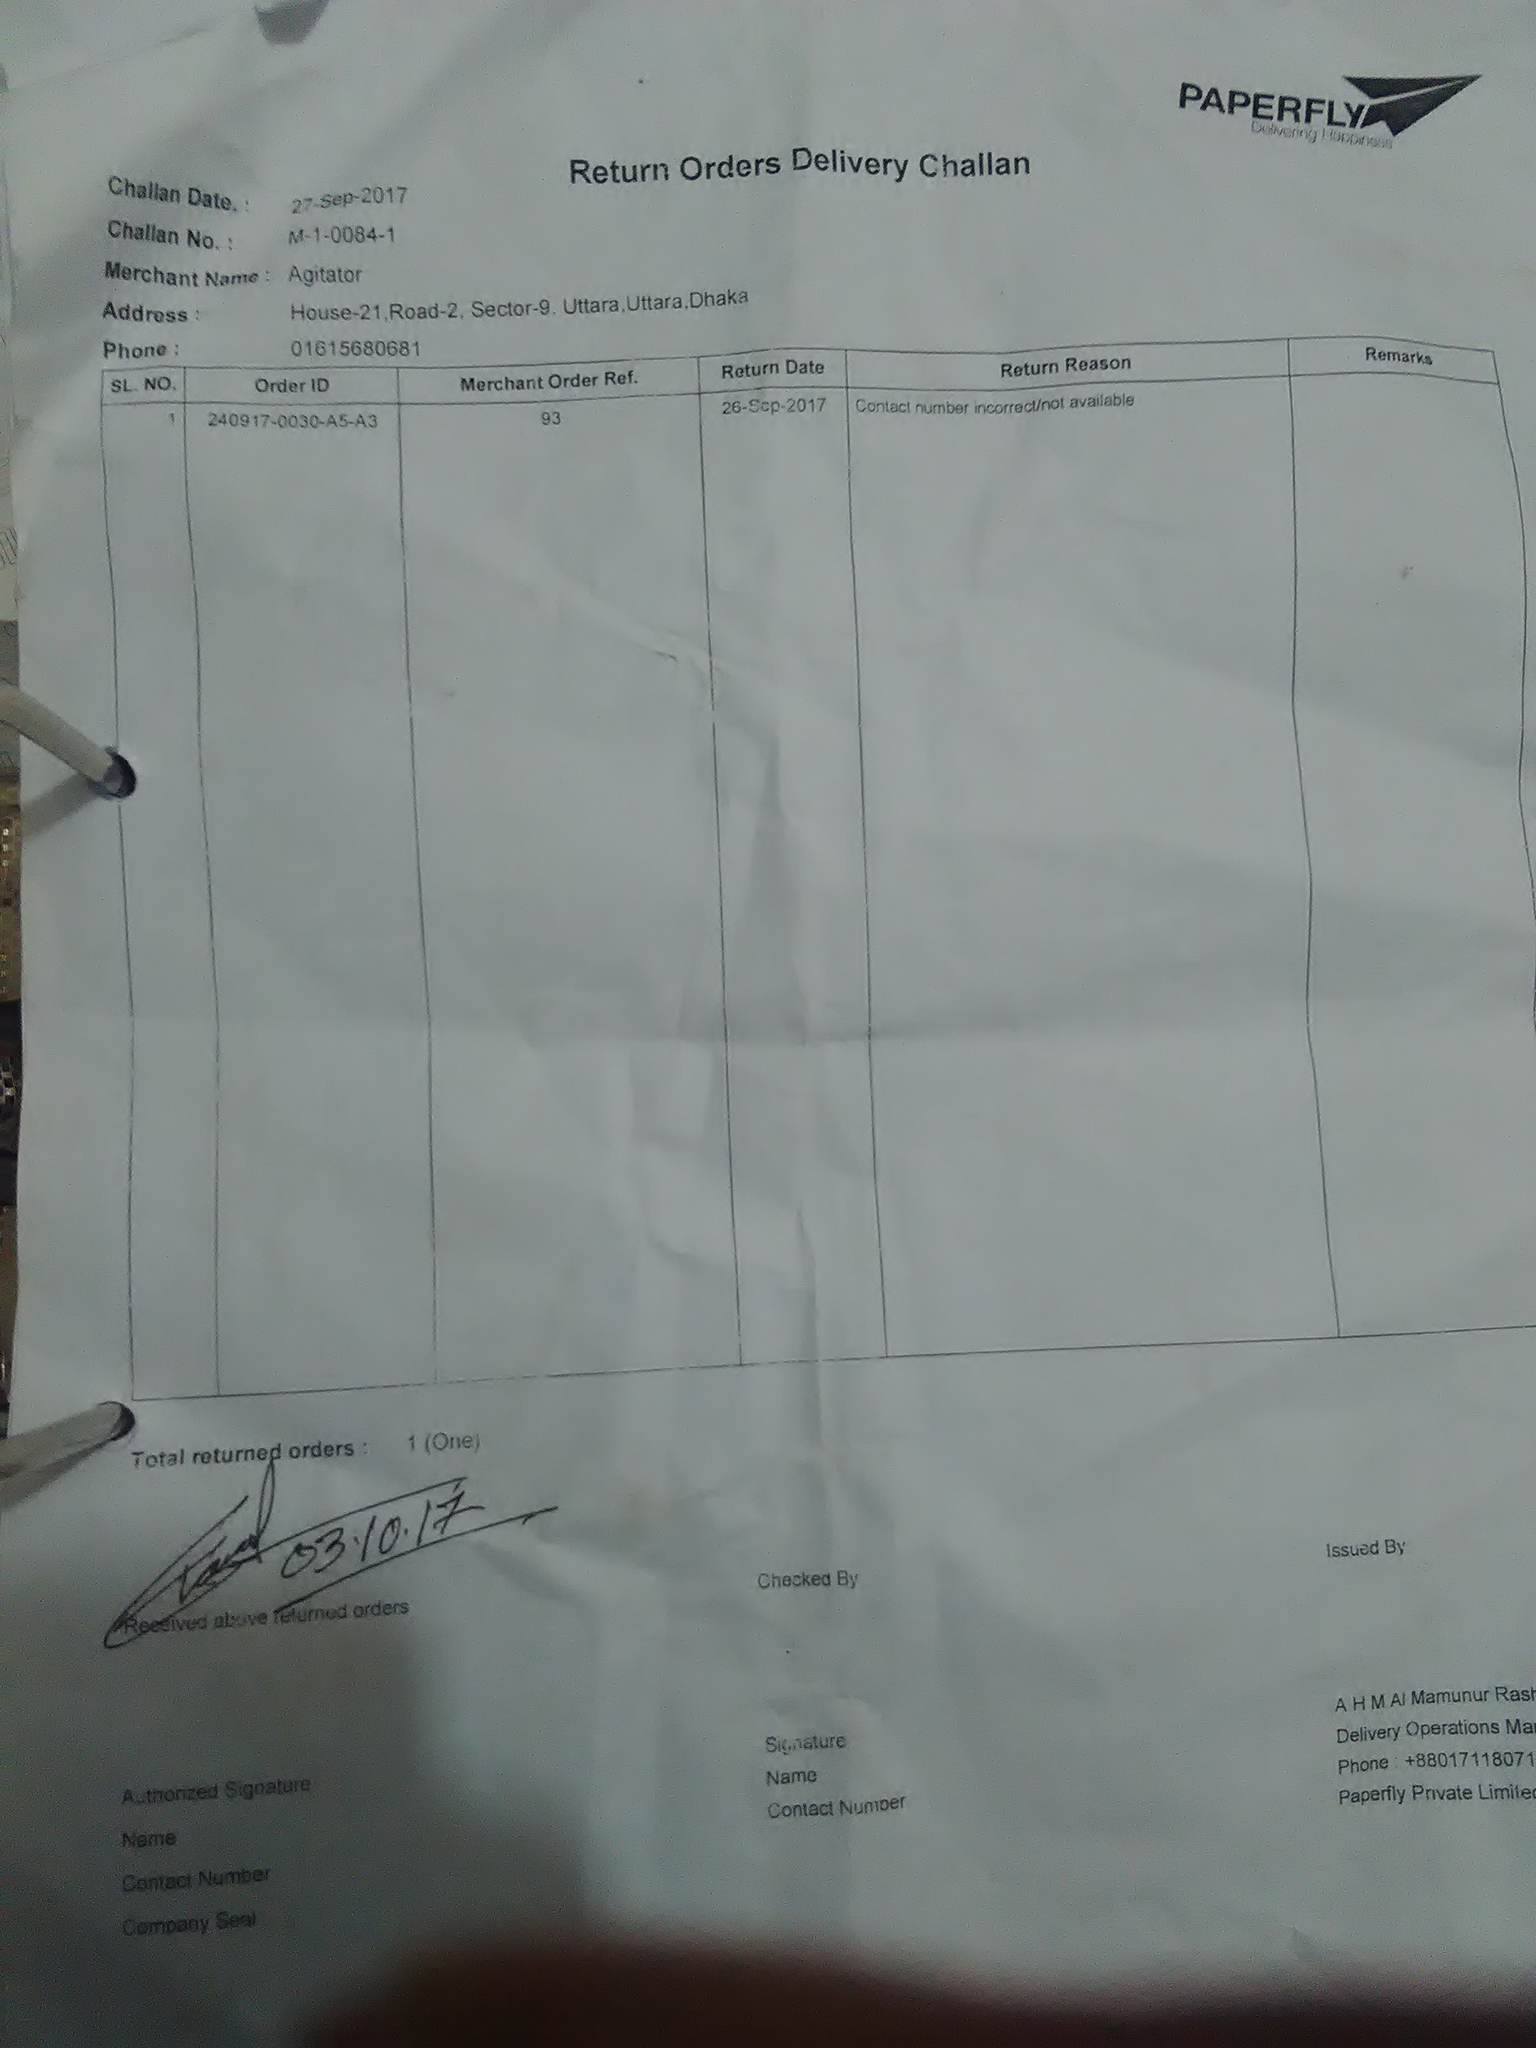 PAPERFLY
Delivering Happiness
Return Orders Delivery Challan
Challan Date. : 27-Sep-2017
Challan No. : M-1-0084-1
Merchant Name : Agitator
Address : House-21,Road-2, Sector-9. Uttara,Uttara,Dhaka
Phone : 01615680681
SL. NO. Order ID Merchant Order Ref. Return Date Return Reason Remarks
1 240917-0030-A5-A3 93 26-Sep-2017 Contact number incorrect/not available
Total returned orders : 1 (One)
03.10.17
Received above returned orders
Checked By
Issued By
Authorized Signature
Name
Contact Number
Company Seal
Signature
Name
Contact Number
A H M Al Mamunur Rash
Delivery Operations Ma
Phone : +88017118071
Paperfly Private Limited